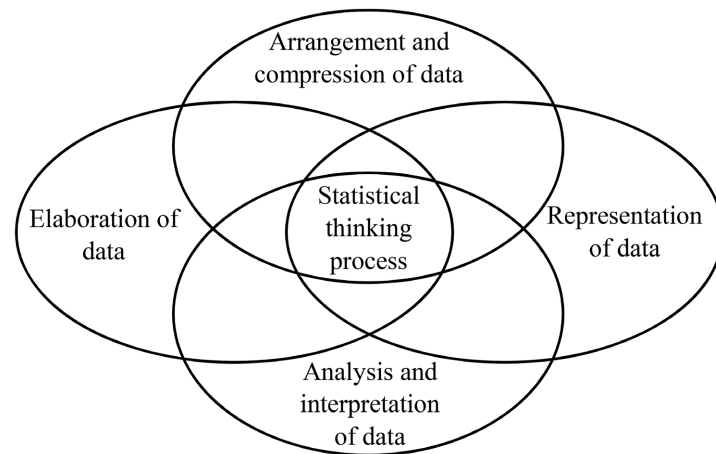 Arrangement and
compression of data
Elaboration of
data
Statistical
thinking
process
Representation
of data
Analysis and
interpretation
of data